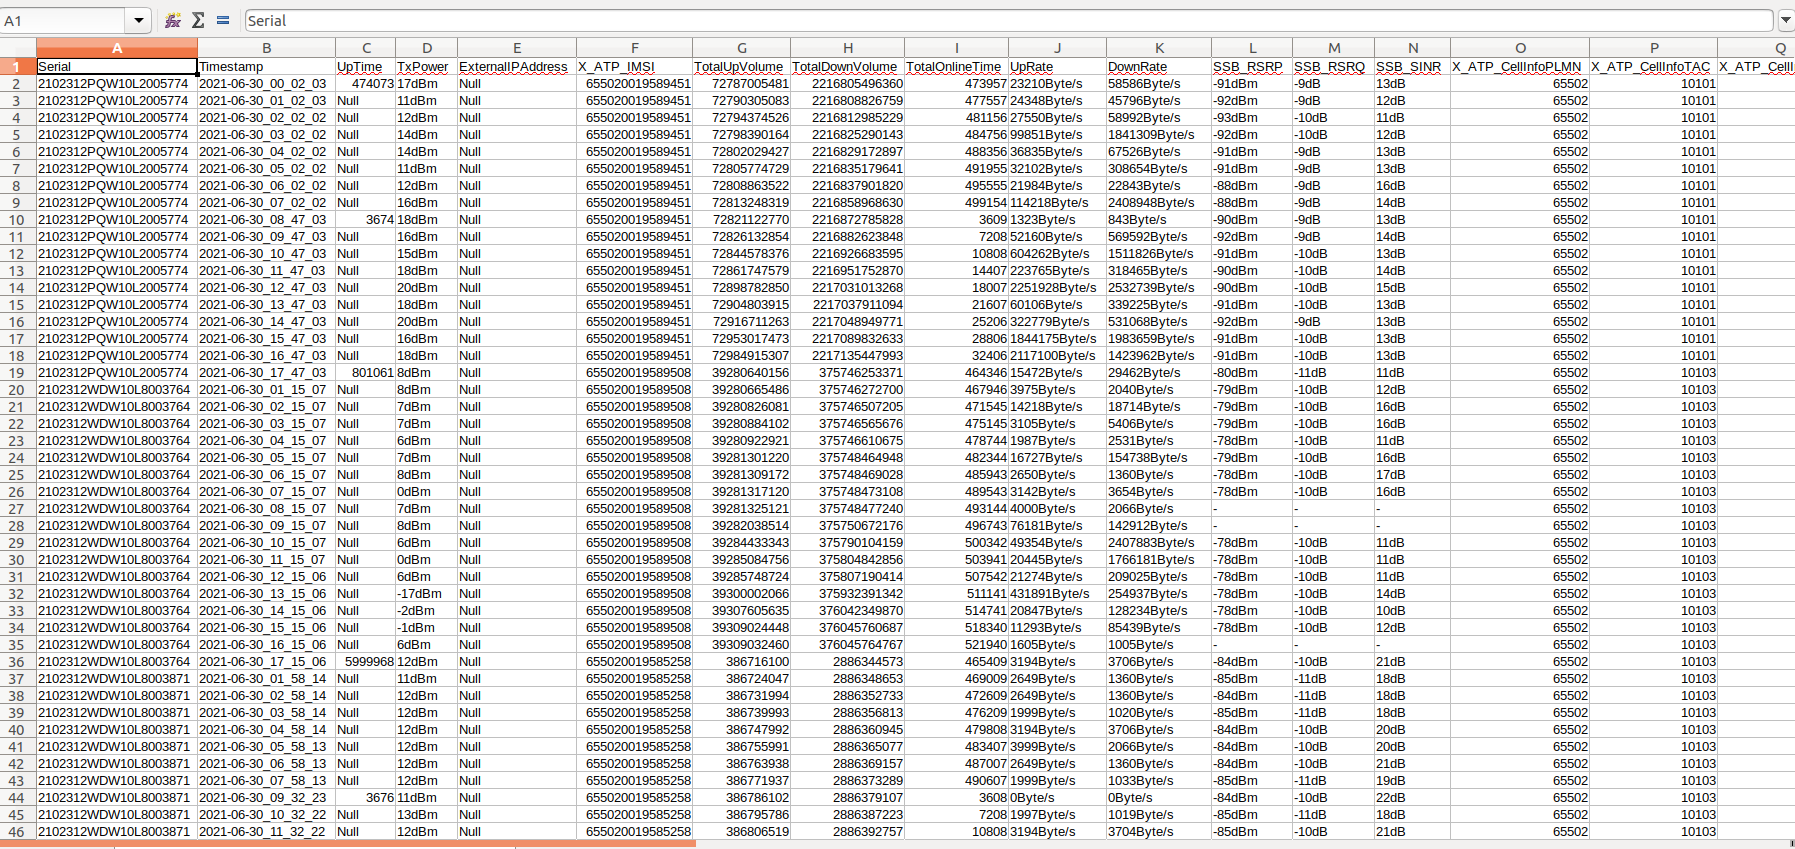 A1 Serial
A B C D E F G H I J K L M N O P Q
1 Serial Timestamp UpTime TxPower ExternalIPAddress X_ATP_IMSI TotalUpVolume TotalDownVolume TotalOnlineTime UpRate DownRate SSB_RSRP SSB_RSRQ SSB_SINR X_ATP_CellInfoPLMN X_ATP_CellInfoTAC X_ATP_CellI
2 2102312PQW10L2005774 2021-06-30_00_02_03 474073 17dBm Null 655020019589451 72787005481 2216805496360 473957 23210Byte/s 58586Byte/s -91dBm -9dB 13dB 65502 10101
3 2102312PQW10L2005774 2021-06-30_01_02_03 Null 11dBm Null 655020019589451 72790305083 2216808826759 477557 24348Byte/s 45796Byte/s -92dBm -9dB 12dB 65502 10101
4 2102312PQW10L2005774 2021-06-30_02_02_02 Null 12dBm Null 655020019589451 72794374526 2216812985229 481156 27550Byte/s 58992Byte/s -93dBm -10dB 11dB 65502 10101
5 2102312PQW10L2005774 2021-06-30_03_02_02 Null 14dBm Null 655020019589451 72798390164 2216825290143 484756 99851Byte/s 1841309Byte/s -92dBm -10dB 12dB 65502 10101
6 2102312PQW10L2005774 2021-06-30_04_02_02 Null 14dBm Null 655020019589451 72802029427 2216829172897 488356 36835Byte/s 67526Byte/s -91dBm -9dB 13dB 65502 10101
7 2102312PQW10L2005774 2021-06-30_05_02_02 Null 11dBm Null 655020019589451 72805774729 2216835179641 491955 32102Byte/s 308654Byte/s -91dBm -9dB 13dB 65502 10101
8 2102312PQW10L2005774 2021-06-30_06_02_02 Null 12dBm Null 655020019589451 72808863522 2216837901820 495555 21984Byte/s 22843Byte/s -88dBm -9dB 16dB 65502 10101
9 2102312PQW10L2005774 2021-06-30_07_02_02 Null 16dBm Null 655020019589451 72813248319 2216858968630 499154 114218Byte/s 2408948Byte/s -88dBm -9dB 14dB 65502 10101
10 2102312PQW10L2005774 2021-06-30_08_47_03 3674 18dBm Null 655020019589451 72821122770 2216872785828 3609 1323Byte/s 843Byte/s -90dBm -9dB 13dB 65502 10101
11 2102312PQW10L2005774 2021-06-30_09_47_03 Null 16dBm Null 655020019589451 72826132854 2216882623848 7208 52160Byte/s 569592Byte/s -92dBm -9dB 14dB 65502 10101
12 2102312PQW10L2005774 2021-06-30_10_47_03 Null 15dBm Null 655020019589451 72844578376 2216926683595 10808 604262Byte/s 1511826Byte/s -91dBm -10dB 13dB 65502 10101
13 2102312PQW10L2005774 2021-06-30_11_47_03 Null 18dBm Null 655020019589451 72861747579 2216951752870 14407 223765Byte/s 318465Byte/s -90dBm -10dB 14dB 65502 10101
14 2102312PQW10L2005774 2021-06-30_12_47_03 Null 20dBm Null 655020019589451 72898782850 2217031013268 18007 2251928Byte/s 2532739Byte/s -90dBm -10dB 15dB 65502 10101
15 2102312PQW10L2005774 2021-06-30_13_47_03 Null 18dBm Null 655020019589451 72904803915 2217037911094 21607 60106Byte/s 339225Byte/s -91dBm -10dB 13dB 65502 10101
16 2102312PQW10L2005774 2021-06-30_14_47_03 Null 20dBm Null 655020019589451 72916711263 2217048949771 25206 322779Byte/s 531068Byte/s -92dBm -9dB 13dB 65502 10101
17 2102312PQW10L2005774 2021-06-30_15_47_03 Null 16dBm Null 655020019589451 72953017473 2217089832633 28806 1844175Byte/s 1983659Byte/s -91dBm -10dB 13dB 65502 10101
18 2102312PQW10L2005774 2021-06-30_16_47_03 Null 18dBm Null 655020019589451 72984915307 2217135447993 32406 2117100Byte/s 1423962Byte/s -91dBm -10dB 13dB 65502 10101
19 2102312PQW10L2005774 2021-06-30_17_47_03 801061 8dBm Null 655020019589508 39280640156 375746253371 464346 15472Byte/s 29462Byte/s -80dBm -11dB 11dB 65502 10103
20 2102312WDW10L8003764 2021-06-30_01_15_07 Null 8dBm Null 655020019589508 39280665486 375746272700 467946 3975Byte/s 2040Byte/s -79dBm -10dB 12dB 65502 10103
21 2102312WDW10L8003764 2021-06-30_02_15_07 Null 7dBm Null 655020019589508 39280826081 375746507205 471545 14218Byte/s 18714Byte/s -79dBm -10dB 16dB 65502 10103
22 2102312WDW10L8003764 2021-06-30_03_15_07 Null 7dBm Null 655020019589508 39280884102 375746565676 475145 3105Byte/s 5406Byte/s -79dBm -10dB 16dB 65502 10103
23 2102312WDW10L8003764 2021-06-30_04_15_07 Null 6dBm Null 655020019589508 39280922921 375746610675 478744 1987Byte/s 2531Byte/s -78dBm -10dB 11dB 65502 10103
24 2102312WDW10L8003764 2021-06-30_05_15_07 Null 7dBm Null 655020019589508 39281301220 375748464948 482344 16727Byte/s 154738Byte/s -79dBm -10dB 16dB 65502 10103
25 2102312WDW10L8003764 2021-06-30_06_15_07 Null 8dBm Null 655020019589508 39281309172 375748469028 485943 2650Byte/s 1360Byte/s -78dBm -10dB 17dB 65502 10103
26 2102312WDW10L8003764 2021-06-30_07_15_07 Null 0dBm Null 655020019589508 39281317120 375748473108 489543 3142Byte/s 3654Byte/s -78dBm -10dB 16dB 65502 10103
27 2102312WDW10L8003764 2021-06-30_08_15_07 Null 7dBm Null 655020019589508 39281325121 375748477240 493144 4000Byte/s 2066Byte/s - - - 65502 10103
28 2102312WDW10L8003764 2021-06-30_09_15_07 Null 8dBm Null 655020019589508 39282038514 375750672176 496743 76181Byte/s 142912Byte/s - - - 65502 10103
29 2102312WDW10L8003764 2021-06-30_10_15_07 Null 6dBm Null 655020019589508 39284433343 375790104159 500342 49354Byte/s 2407883Byte/s -78dBm -10dB 11dB 65502 10103
30 2102312WDW10L8003764 2021-06-30_11_15_07 Null 0dBm Null 655020019589508 39285084756 375804842856 503941 20445Byte/s 1766181Byte/s -78dBm -10dB 11dB 65502 10103
31 2102312WDW10L8003764 2021-06-30_12_15_06 Null 6dBm Null 655020019589508 39285748724 375807190414 507542 21274Byte/s 209025Byte/s -78dBm -10dB 11dB 65502 10103
32 2102312WDW10L8003764 2021-06-30_13_15_06 Null -17dBm Null 655020019589508 39300002066 375932391342 511141 431891Byte/s 254937Byte/s -78dBm -10dB 14dB 65502 10103
33 2102312WDW10L8003764 2021-06-30_14_15_06 Null -2dBm Null 655020019589508 39307605635 376042349870 514741 20847Byte/s 128234Byte/s -78dBm -10dB 10dB 65502 10103
34 2102312WDW10L8003764 2021-06-30_15_15_06 Null -1dBm Null 655020019589508 39309024448 376045760687 518340 11293Byte/s 85439Byte/s -78dBm -10dB 12dB 65502 10103
35 2102312WDW10L8003764 2021-06-30_16_15_06 Null 6dBm Null 655020019589508 39309032460 376045764767 521940 1605Byte/s 1005Byte/s - - - 65502 10103
36 2102312WDW10L8003764 2021-06-30_17_15_06 5999968 12dBm Null 655020019585258 386716100 2886344573 465409 3194Byte/s 3706Byte/s -84dBm -10dB 21dB 65502 10103
37 2102312WDW10L8003871 2021-06-30_01_58_14 Null 11dBm Null 655020019585258 386724047 2886348653 469009 2649Byte/s 1360Byte/s -85dBm -11dB 18dB 65502 10103
38 2102312WDW10L8003871 2021-06-30_02_58_14 Null 12dBm Null 655020019585258 386731994 2886352733 472609 2649Byte/s 1360Byte/s -84dBm -11dB 18dB 65502 10103
39 2102312WDW10L8003871 2021-06-30_03_58_14 Null 12dBm Null 655020019585258 386739993 2886356813 476209 1999Byte/s 1020Byte/s -85dBm -11dB 18dB 65502 10103
40 2102312WDW10L8003871 2021-06-30_04_58_14 Null 12dBm Null 655020019585258 386747992 2886360945 479808 3194Byte/s 3706Byte/s -84dBm -10dB 20dB 65502 10103
41 2102312WDW10L8003871 2021-06-30_05_58_13 Null 12dBm Null 655020019585258 386755991 2886365077 483407 3999Byte/s 2066Byte/s -84dBm -10dB 20dB 65502 10103
42 2102312WDW10L8003871 2021-06-30_06_58_13 Null 12dBm Null 655020019585258 386763938 2886369157 487007 2649Byte/s 1360Byte/s -84dBm -10dB 21dB 65502 10103
43 2102312WDW10L8003871 2021-06-30_07_58_13 Null 12dBm Null 655020019585258 386771937 2886373289 490607 1999Byte/s 1033Byte/s -85dBm -11dB 19dB 65502 10103
44 2102312WDW10L8003871 2021-06-30_09_32_23 3676 11dBm Null 655020019585258 386786102 2886379107 3608 0Byte/s 0Byte/s -84dBm -10dB 22dB 65502 10103
45 2102312WDW10L8003871 2021-06-30_10_32_22 Null 13dBm Null 655020019585258 386795786 2886387223 7208 1997Byte/s 1019Byte/s -85dBm -11dB 18dB 65502 10103
46 2102312WDW10L8003871 2021-06-30_11_32_22 Null 12dBm Null 655020019585258 386806519 2886392757 10808 3194Byte/s 3704Byte/s -85dBm -10dB 21dB 65502 10103